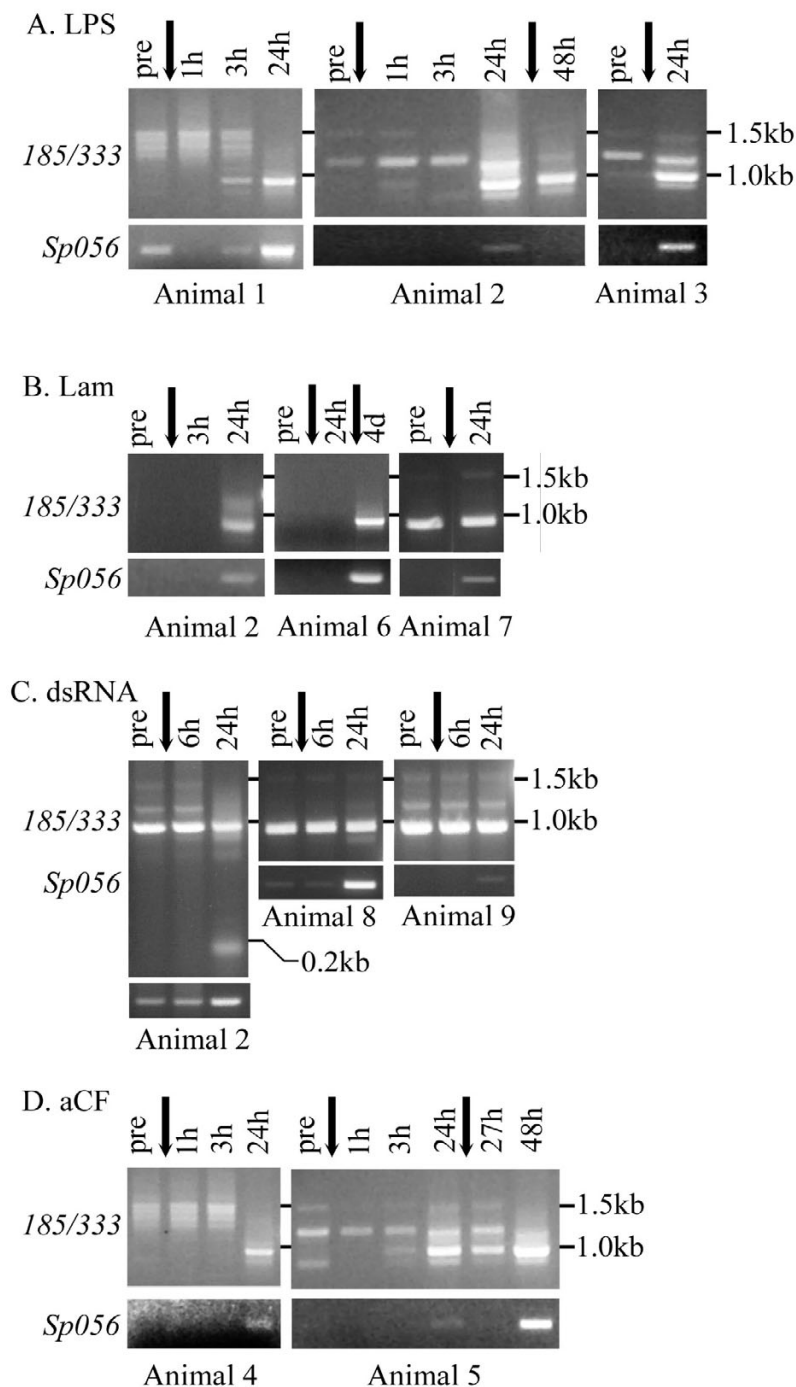 A. LPS
pre 1h 3h 24h pre 1h 3h 24h 48h pre 24h
185/333 1.5kb
1.0kb
Sp056
Animal 1 Animal 2 Animal 3
B. Lam
pre 3h 24h pre 24h 4d pre 24h
185/333 1.5kb
1.0kb
Sp056
Animal 2 Animal 6 Animal 7
C. dsRNA
pre 6h 24h pre 6h 24h pre 6h 24h
1.5kb
185/333 1.0kb
Sp056
Animal 8 Animal 9
0.2kb
Animal 2
D. aCF
pre 1h 3h 24h pre 1h 3h 24h 27h 48h
185/333 1.5kb
1.0kb
Sp056
Animal 4 Animal 5